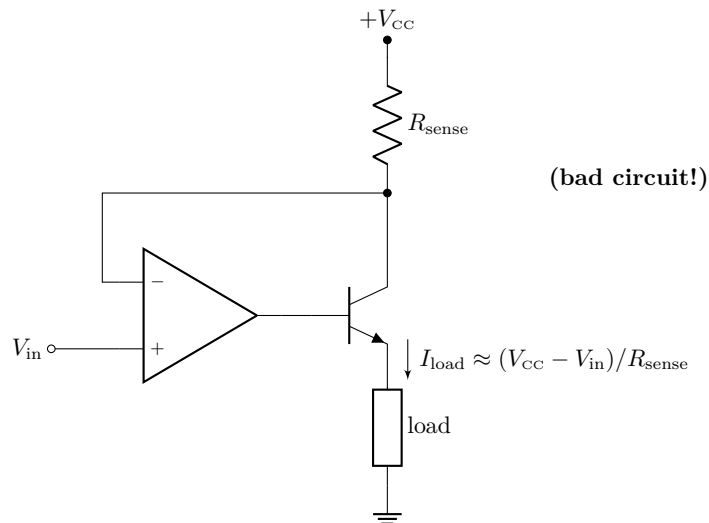 +V_CC
R_sense
(bad circuit!)
−
V_in
+
I_load ≈ (V_CC − V_in)/R_sense
load